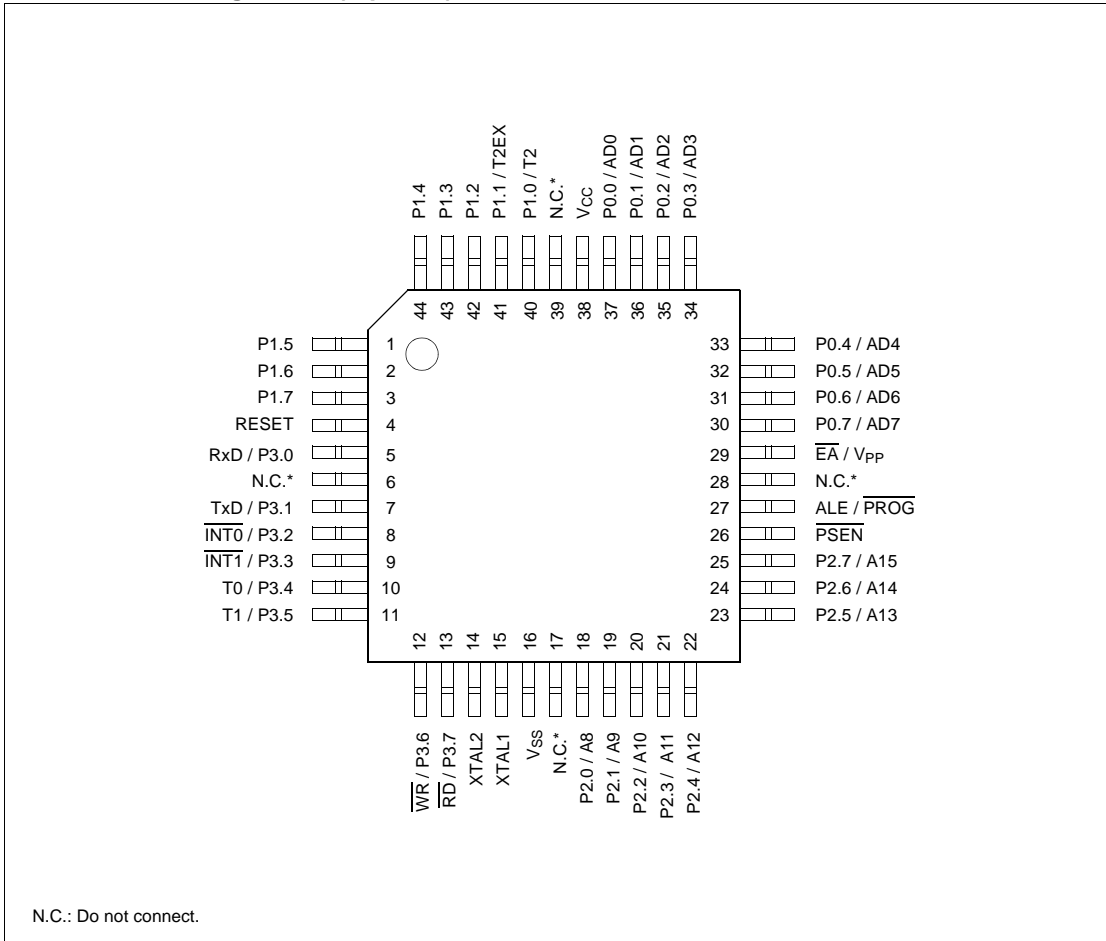 P1.4
P1.3
P1.2
P1.1 / T2EX
P1.0 / T2
N.C.*
VCC
P0.0 / AD0
P0.1 / AD1
P0.2 / AD2
P0.3 / AD3
44
43
42
41
40
39
38
37
36
35
34
P1.5 1
P1.6 2
P1.7 3
RESET 4
RxD / P3.0 5
N.C.* 6
TxD / P3.1 7
INT0 / P3.2 8
INT1 / P3.3 9
T0 / P3.4 10
T1 / P3.5 11
33 P0.4 / AD4
32 P0.5 / AD5
31 P0.6 / AD6
30 P0.7 / AD7
29 EA / VPP
28 N.C.*
27 ALE / PROG
26 PSEN
25 P2.7 / A15
24 P2.6 / A14
23 P2.5 / A13
12
13
14
15
16
17
18
19
20
21
22
WR / P3.6
RD / P3.7
XTAL2
XTAL1
VSS
N.C.*
P2.0 / A8
P2.1 / A9
P2.2 / A10
P2.3 / A11
P2.4 / A12
N.C.: Do not connect.